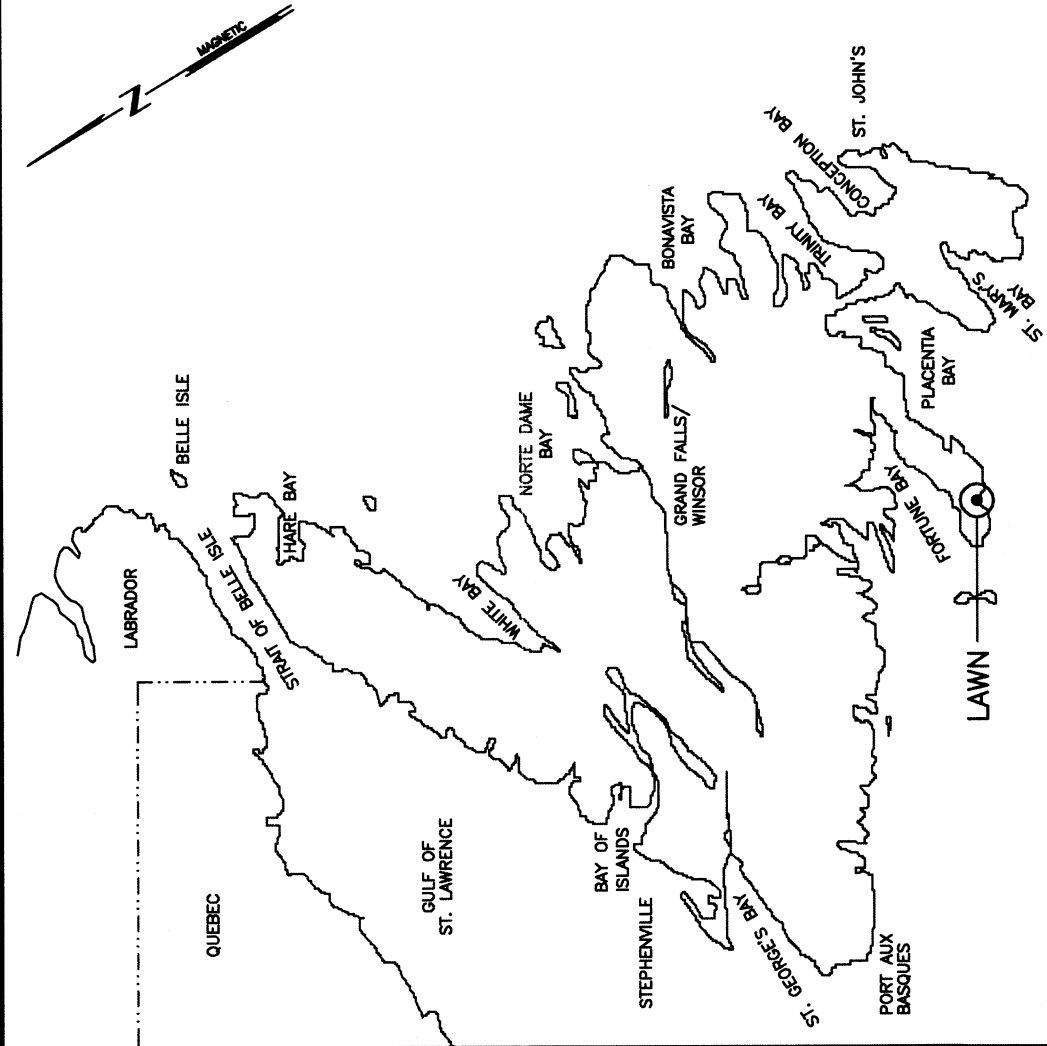 MAGNETIC
N
ST. JOHN'S
CONCEPTION BAY
TRINITY BAY
BONAVISTA
BAY
ST. MARY'S
BAY
PLACENTIA
BAY
BELLE ISLE
NORTE DAME
BAY
GRAND FALLS/
WINSOR
HARE BAY
FORTUNE BAY
LABRADOR
STRAIT OF BELLE ISLE
WHITE BAY
LAWN
QUEBEC
GULF OF
ST. LAWRENCE
BAY OF
ISLANDS
STEPHENVILLE
ST. GEORGE'S BAY
PORT AUX
BASQUES